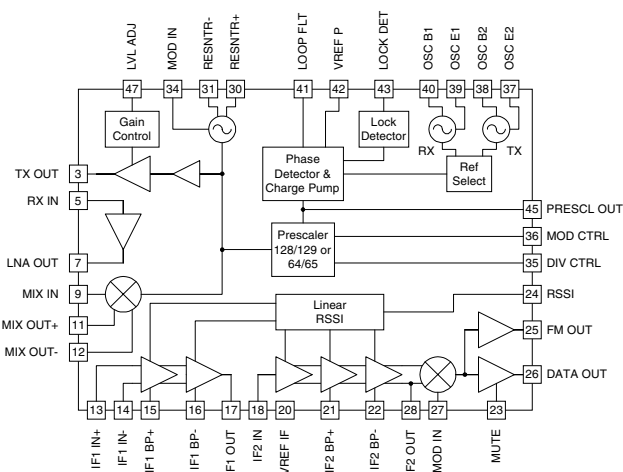 LVL ADJ
MOD IN
RESNTR-
RESNTR+
LOOP FLT
VREF P
LOCK DET
OSC B1
OSC E1
OSC B2
OSC E2
47
34
31
30
41
42
43
40
39
38
37
Gain
Control
Lock
Detector
RX
TX
Phase
Detector &
Charge Pump
Ref
Select
TX OUT
3
RX IN
5
45
PRESCL OUT
Prescaler
128/129 or
64/65
36
MOD CTRL
LNA OUT
7
35
DIV CTRL
MIX IN
9
24
RSSI
Linear
RSSI
MIX OUT+
11
25
FM OUT
MIX OUT-
12
26
DATA OUT
13
14
15
16
17
18
20
21
22
28
27
23
IF1 IN+
IF1 IN-
IF1 BP+
IF1 BP-
F1 OUT
IF2 IN
VREF IF
IF2 BP+
IF2 BP-
F2 OUT
MOD IN
MUTE